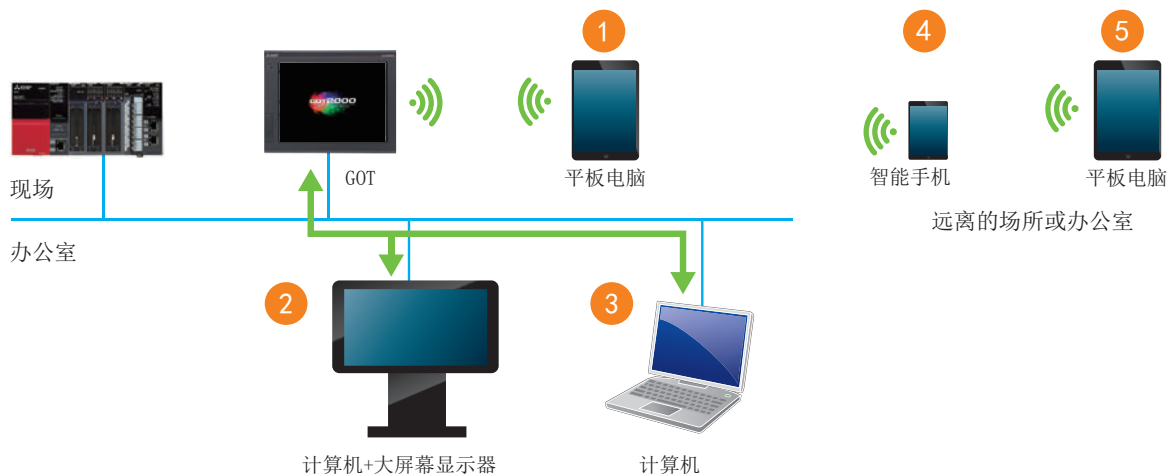 1
4
5
GOT2000
现场
GOT
平板电脑
智能手机
平板电脑
远离的场所或办公室
办公室
2
3
计算机+大屏幕显示器
计算机